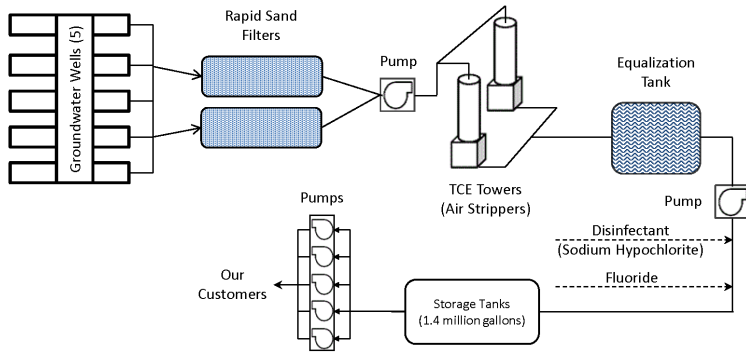 Groundwater Wells (5)
Rapid Sand
Filters
Pump
TCE Towers
(Air Strippers)
Equalization
Tank
Pump
Disinfectant
(Sodium Hypochlorite)
Fluoride
Storage Tanks
(1.4 million gallons)
Pumps
Our
Customers